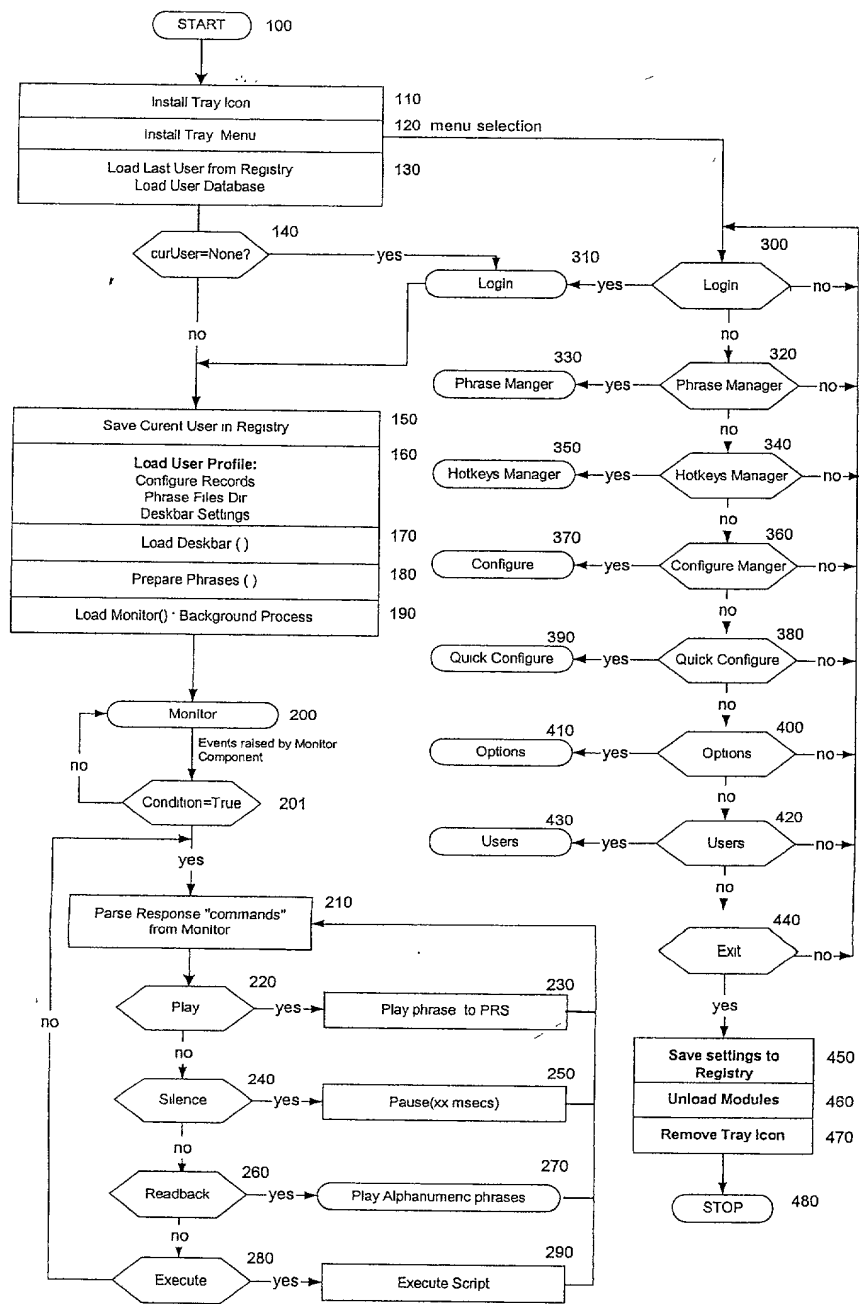 START 100
Install Tray Icon 110
Install Tray Menu 120 menu selection
Load Last User from Registry 130
Load User Database
140
curUser=None? yes
no
310
Login
300
yes Login no
no
330
Phrase Manger
320
yes Phrase Manager no
no
350
Hotkeys Manager
340
yes Hotkeys Manager no
no
370
Configure
360
yes Configure Manger no
no
390
Quick Configure
380
yes Quick Configure no
no
410
Options
400
yes Options no
no
430
Users
420
yes Users no
no
440
Exit no
yes
Save settings to 450
Registry
Unload Modules 460
Remove Tray Icon 470
STOP 480
Save Curent User in Registry 150
Load User Profile: 160
Configure Records
Phrase Files Dir
Deskbar Settings
Load Deskbar ( ) 170
Prepare Phrases ( ) 180
Load Monitor() · Background Process 190
Monitor 200
Events raised by Monitor
Component
no
Condition=True 201
yes
210
Parse Response "commands"
from Monitor
220 230
Play yes Play phrase to PRS
no
no
240 250
Silence yes Pause(xx msecs)
no
260 270
Readback yes Play Alphanumeric phrases
no
280 290
Execute yes Execute Script